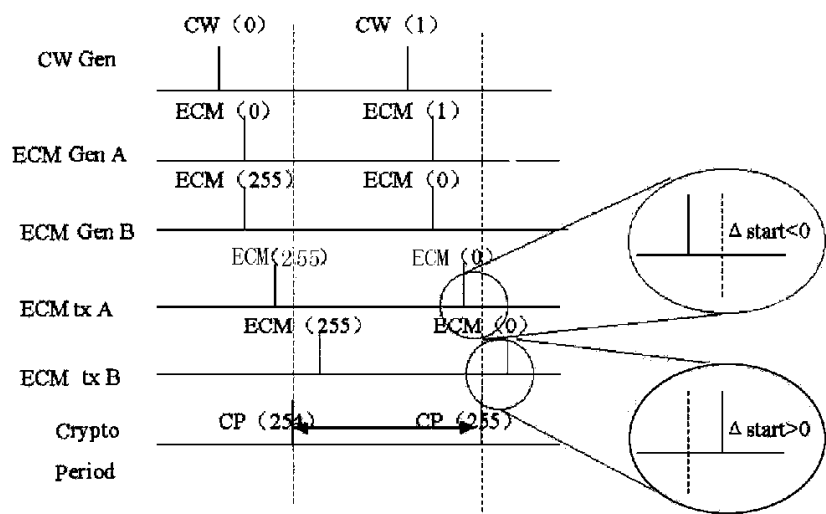 CW (0) CW (1)
CW Gen
ECM (0) ECM (1)
ECM Gen A
ECM (255) ECM (0)
ECM Gen B
Δ start<0
ECM(255) ECM (0)
ECM tx A
ECM (255) ECM (0)
ECM tx B
CP (254) CP (255)
Crypto
Δ start>0
Period